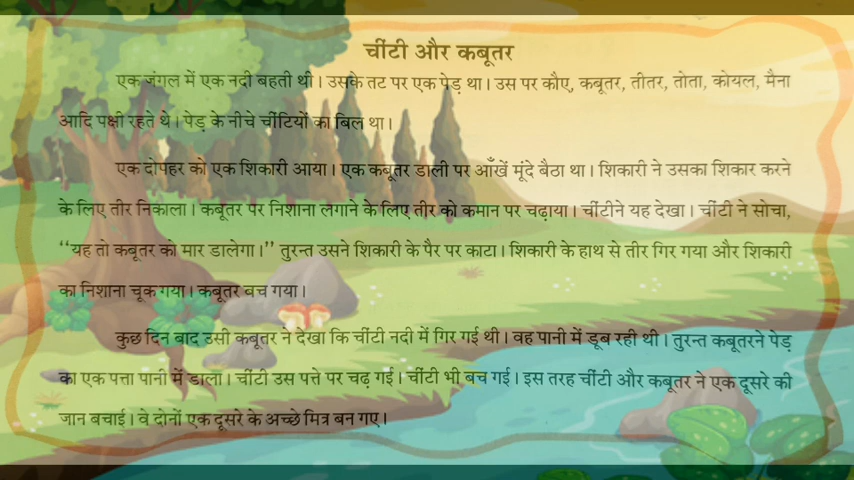 चींटी और कबूतर
एक जंगल में एक नदी बहती थी। उसके तट पर एक पेड़ था। उस पर कौए, कबूतर, तीतर, तोता, कोयल, मैना
आदि पक्षी रहते थे। पेड़ के नीचे चींटियों का बिल था।
एक दोपहर को एक शिकारी आया। एक कबूतर डाली पर आँखें मूंदे बैठा था। शिकारी ने उसका शिकार करने
के लिए तीर निकाला। कबूतर पर निशाना लगाने के लिए तीर को कमान पर चढ़ाया। चींटीने यह देखा। चींटी ने सोचा,
“यह तो कबूतर को मार डालेगा।” तुरन्त उसने शिकारी के पैर पर काटा। शिकारी के हाथ से तीर गिर गया और शिकारी
का निशाना चूक गया। कबूतर बच गया।
कुछ दिन बाद उसी कबूतर ने देखा कि चींटी नदी में गिर गई थी। वह पानी में डूब रही थी। तुरन्त कबूतरने पेड़
का एक पत्ता पानी में डाला। चींटी उस पत्ते पर चढ़ गई। चींटी भी बच गई। इस तरह चींटी और कबूतर ने एक दूसरे की
जान बचाई। वे दोनों एक दूसरे के अच्छे मित्र बन गए।